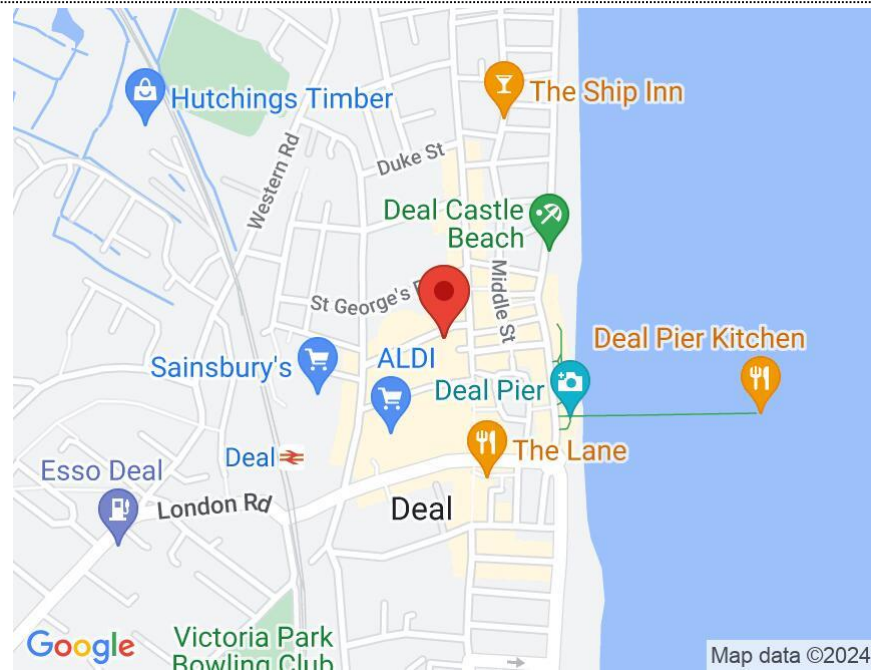 Hutchings Timber
The Ship Inn
Duke St
Western Rd
Deal Castle
Beach
Middle St
St George's
Deal Pier Kitchen
Sainsbury's
ALDI
Deal Pier
The Lane
Deal
Esso Deal
London Rd
Deal
Victoria Park
Bowling Club
Google
Map data ©2024